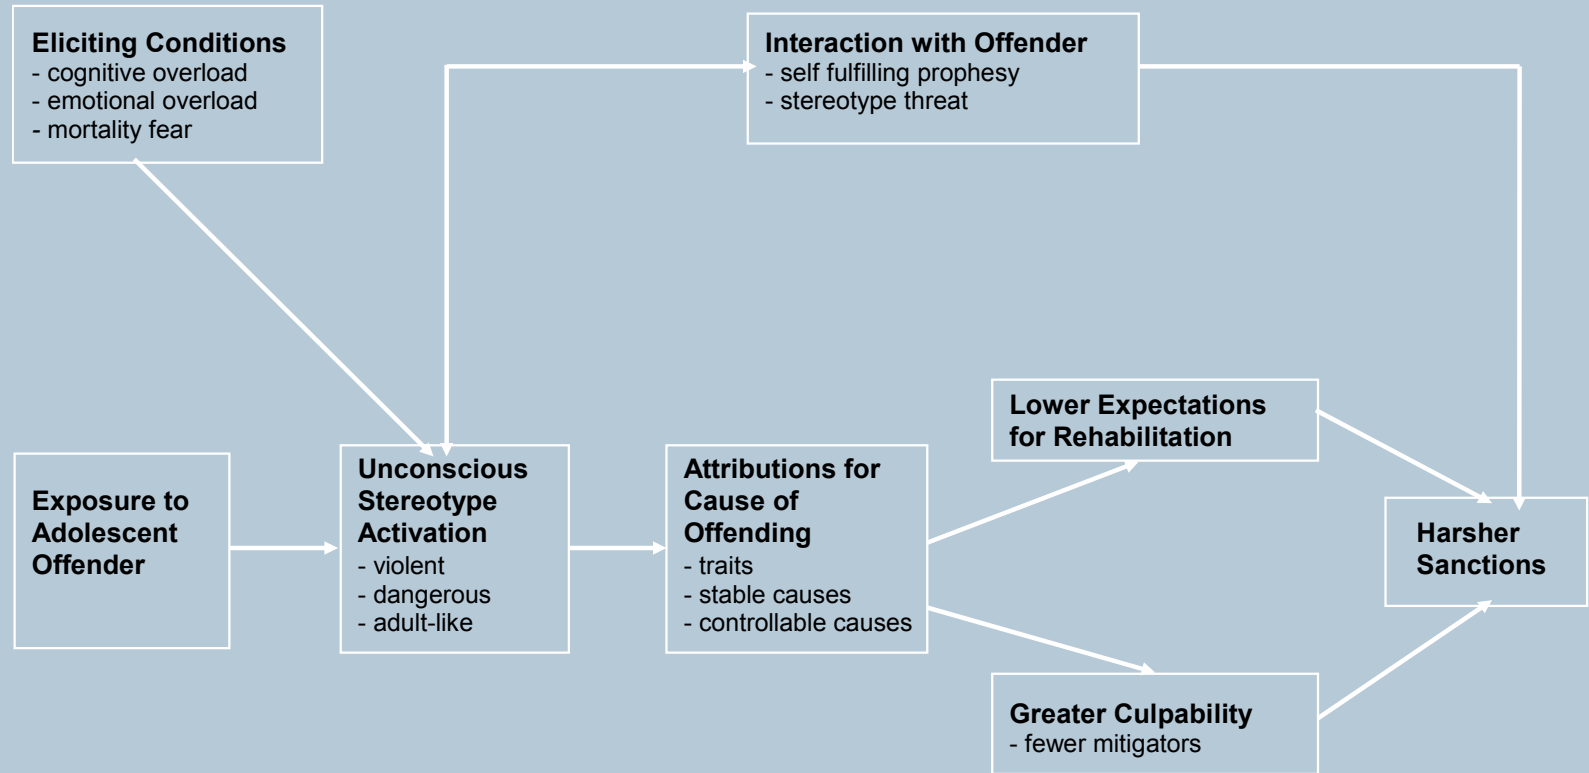 Eliciting Conditions
- cognitive overload
- emotional overload
- mortality fear
Interaction with Offender
- self fulfilling prophesy
- stereotype threat
Exposure to
Adolescent
Offender
Unconscious
Stereotype
Activation
- violent
- dangerous
- adult-like
Attributions for
Cause of
Offending
- traits
- stable causes
- controllable causes
Lower Expectations
for Rehabilitation
Greater Culpability
- fewer mitigators
Harsher
Sanctions